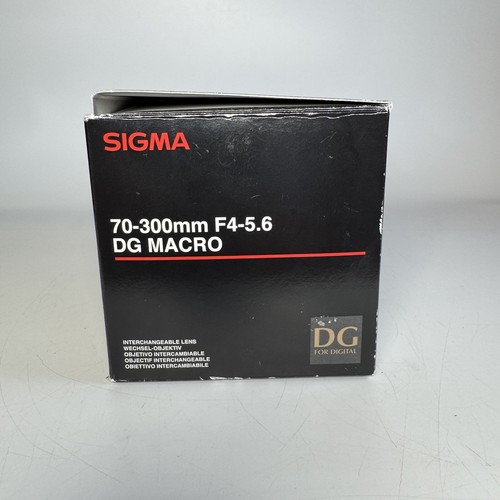 SIGMA
70-300mm F4-5.6
DG MACRO
INTERCHANGEABLE LENS
WECHSEL-OBJEKTIV
OBJETIVO INTERCAMBIABLE
OBJECTIF INTERCHANGEABLE
OBIETTIVO INTERCAMBIABILE
DG
FOR DIGITAL